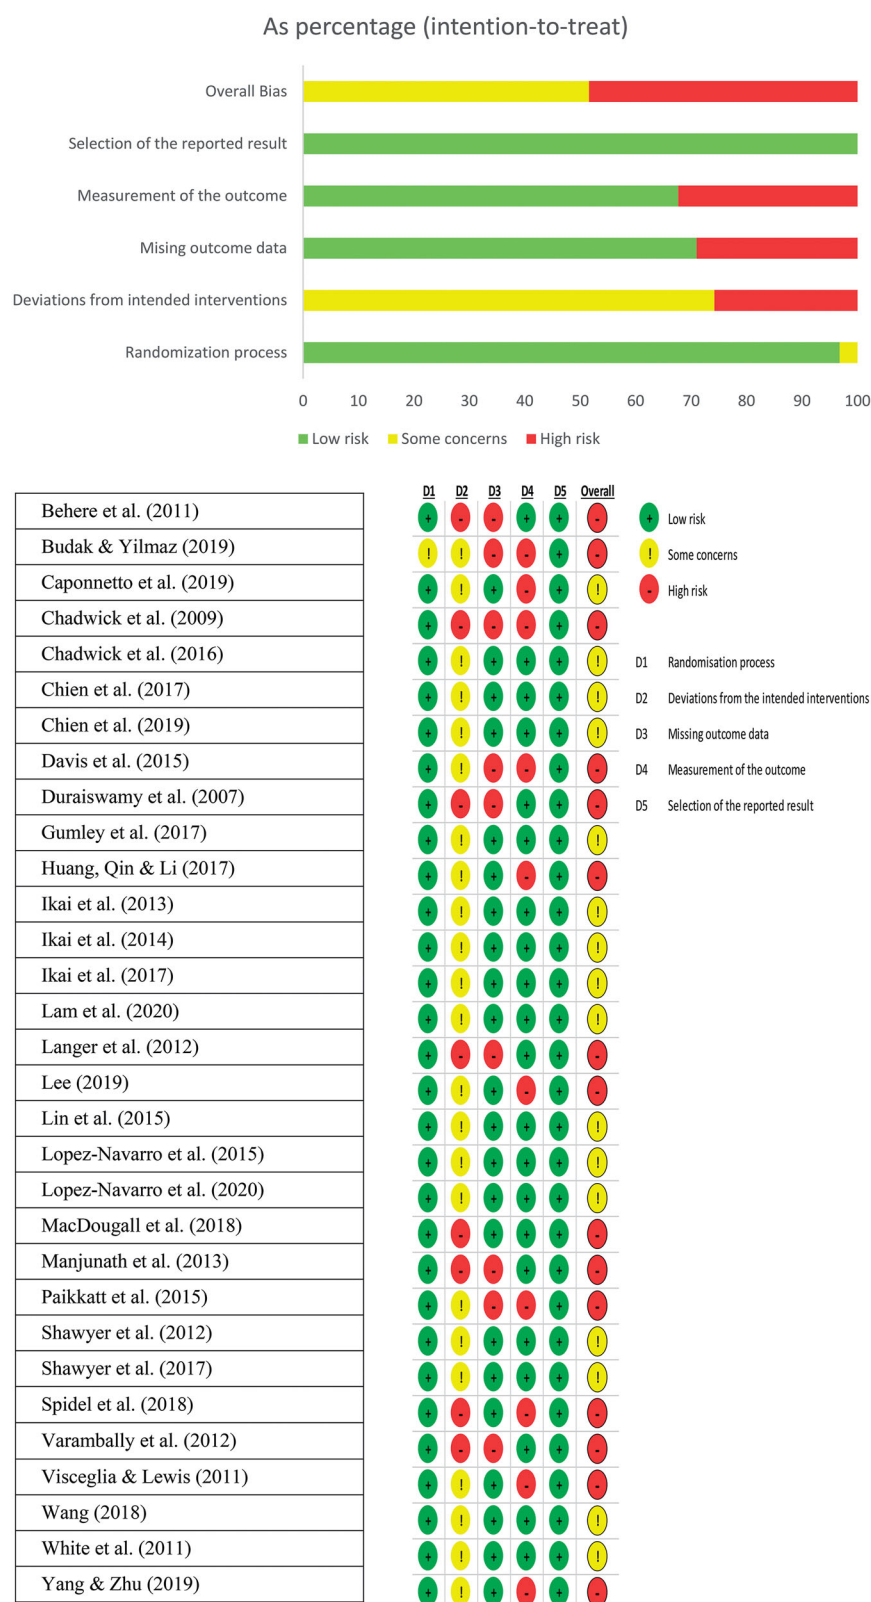 As percentage (intention-to-treat)
Overall Bias
Selection of the reported result
Measurement of the outcome
Mising outcome data
Deviations from intended interventions
Randomization process
0 10 20 30 40 50 60 70 80 90 100
Low risk Some concerns High risk
D1 D2 D3 D4 D5 Overall
Behere et al. (2011) + - - + + -
Budak & Yilmaz (2019) ! ! - - + -
Caponnetto et al. (2019) + ! + - + !
Chadwick et al. (2009) + - - - + -
Chadwick et al. (2016) + ! + + + !
Chien et al. (2017) + ! + + + !
Chien et al. (2019) + ! + + + !
Davis et al. (2015) + ! - - + -
Duraiswamy et al. (2007) + - - + + -
Gumley et al. (2017) + ! + + + !
Huang, Qin & Li (2017) + ! + - + -
Ikai et al. (2013) + ! + + + !
Ikai et al. (2014) + ! + + + !
Ikai et al. (2017) + ! + + + !
Lam et al. (2020) + ! + + + !
Langer et al. (2012) + - - + + -
Lee (2019) + ! + - + -
Lin et al. (2015) + ! + + + !
Lopez-Navarro et al. (2015) + ! + + + !
Lopez-Navarro et al. (2020) + ! + + + !
MacDougall et al. (2018) + - + + + -
Manjunath et al. (2013) + - - + + -
Paikkatt et al. (2015) + ! - - + -
Shawyer et al. (2012) + ! + + + !
Shawyer et al. (2017) + ! + + + !
Spidel et al. (2018) + - + - + -
Varambally et al. (2012) + - - + + -
Visceglia & Lewis (2011) + ! + - + -
Wang (2018) + ! + + + !
White et al. (2011) + ! + + + !
Yang & Zhu (2019) + ! + - + -
+ Low risk
! Some concerns
- High risk
D1 Randomisation process
D2 Deviations from the intended interventions
D3 Missing outcome data
D4 Measurement of the outcome
D5 Selection of the reported result